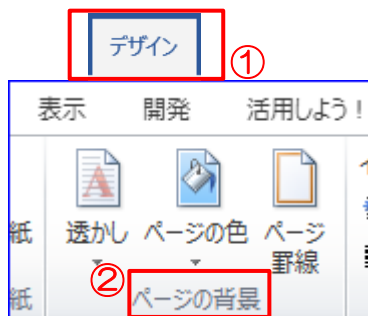 デザイン
①
表示 開発 活用しよう!
紙 透かし ページの色 ページ
罫線
②
紙 ページの背景